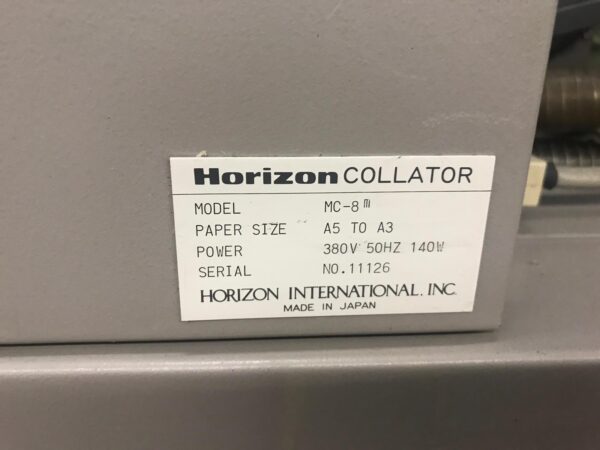 Horizon COLLATOR
MODEL MC-8 m
PAPER SIZE A5 TO A3
POWER 380V 50HZ 140W
SERIAL NO.11126
HORIZON INTERNATIONAL. INC.
MADE IN JAPAN